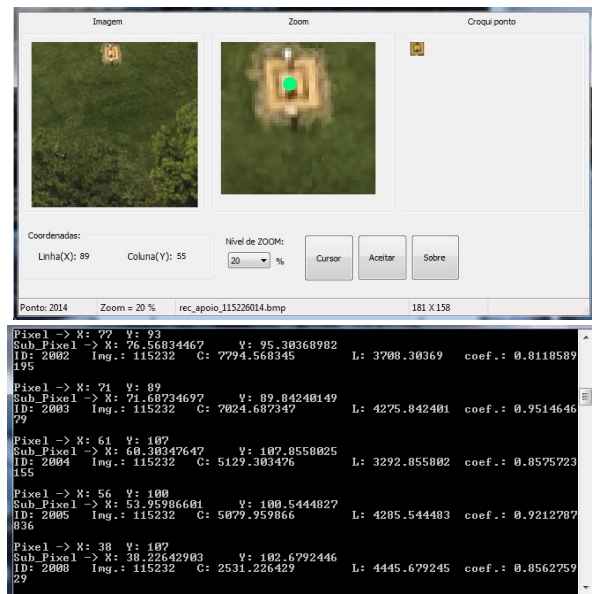 Imagem Zoom Croqui ponto
Coordenadas:
Linha(X): 89 Coluna(Y): 55
Nível de ZOOM:
20 %
Cursor Aceitar Sobre
Ponto: 2014 Zoom = 20 % rec_apoio_115226014.bmp 181 X 158
Pixel -> X: 77 Y: 93
Sub_Pixel -> X: 76.56834467 Y: 95.30368982
ID: 2002 Img.: 115232 C: 7794.568345 L: 3708.30369 coef.: 0.8118589
195
Pixel -> X: 71 Y: 89
Sub_Pixel -> X: 71.68734697 Y: 89.84240149
ID: 2003 Img.: 115232 C: 7024.687347 L: 4275.842401 coef.: 0.9514646
79
Pixel -> X: 61 Y: 107
Sub_Pixel -> X: 60.30347647 Y: 107.8558025
ID: 2004 Img.: 115232 C: 5129.303476 L: 3292.855802 coef.: 0.8575723
155
Pixel -> X: 56 Y: 100
Sub_Pixel -> X: 53.95986601 Y: 100.5444827
ID: 2005 Img.: 115232 C: 5079.959866 L: 4285.544483 coef.: 0.9212787
836
Pixel -> X: 38 Y: 107
Sub_Pixel -> X: 38.22642903 Y: 102.6792446
ID: 2008 Img.: 115232 C: 2531.226429 L: 4445.679245 coef.: 0.8562759
29